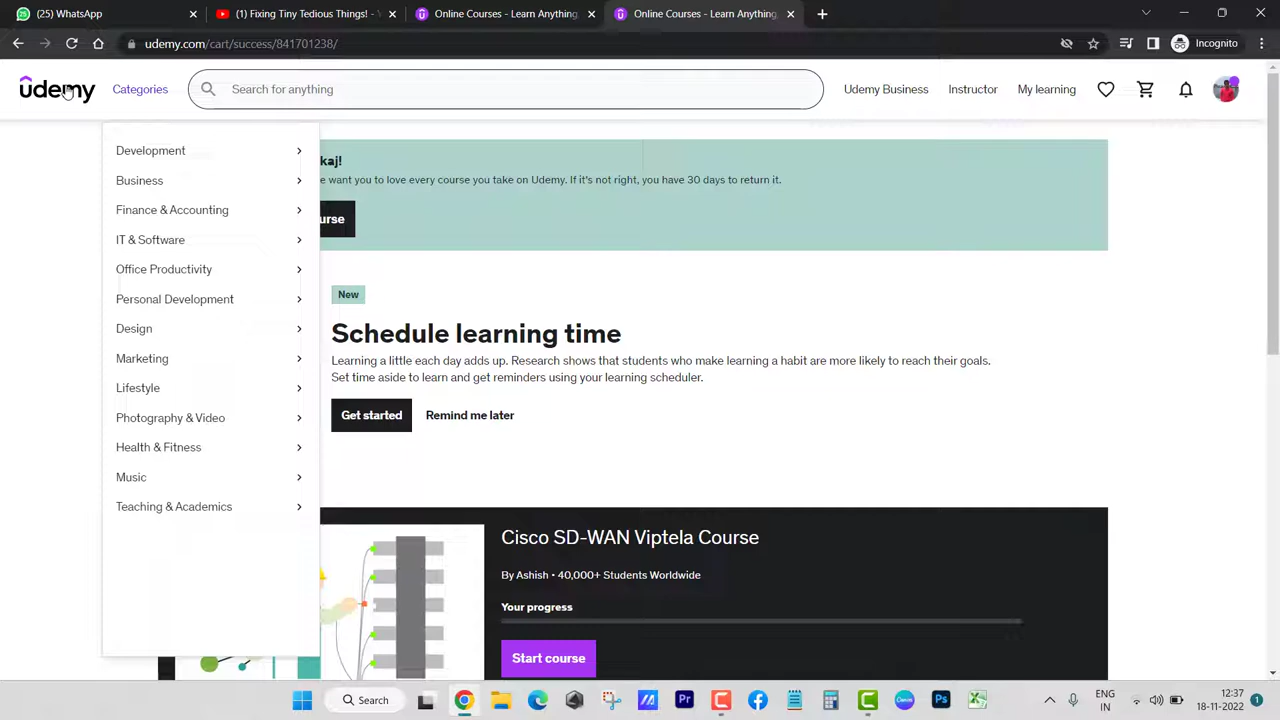 (25) WhatsApp
(1) Fixing Tiny Tedious Things! - Y
Online Courses - Learn Anything
Online Courses - Learn Anything
udemy.com/cart/success/841701238/
Incognito
udemy
Categories
Search for anything
Udemy Business
Instructor
My learning
Development
Business
Finance & Accounting
IT & Software
Office Productivity
Personal Development
Design
Marketing
Lifestyle
Photography & Video
Health & Fitness
Music
Teaching & Academics
kaj!
e want you to love every course you take on Udemy. If it's not right, you have 30 days to return it.
urse
New
Schedule learning time
Learning a little each day adds up. Research shows that students who make learning a habit are more likely to reach their goals.
Set time aside to learn and get reminders using your learning scheduler.
Get started
Remind me later
Cisco SD-WAN Viptela Course
By Ashish • 40,000+ Students Worldwide
Your progress
Start course
Search
Pr
Ps
ENG
IN
12:37
18-11-2022
1